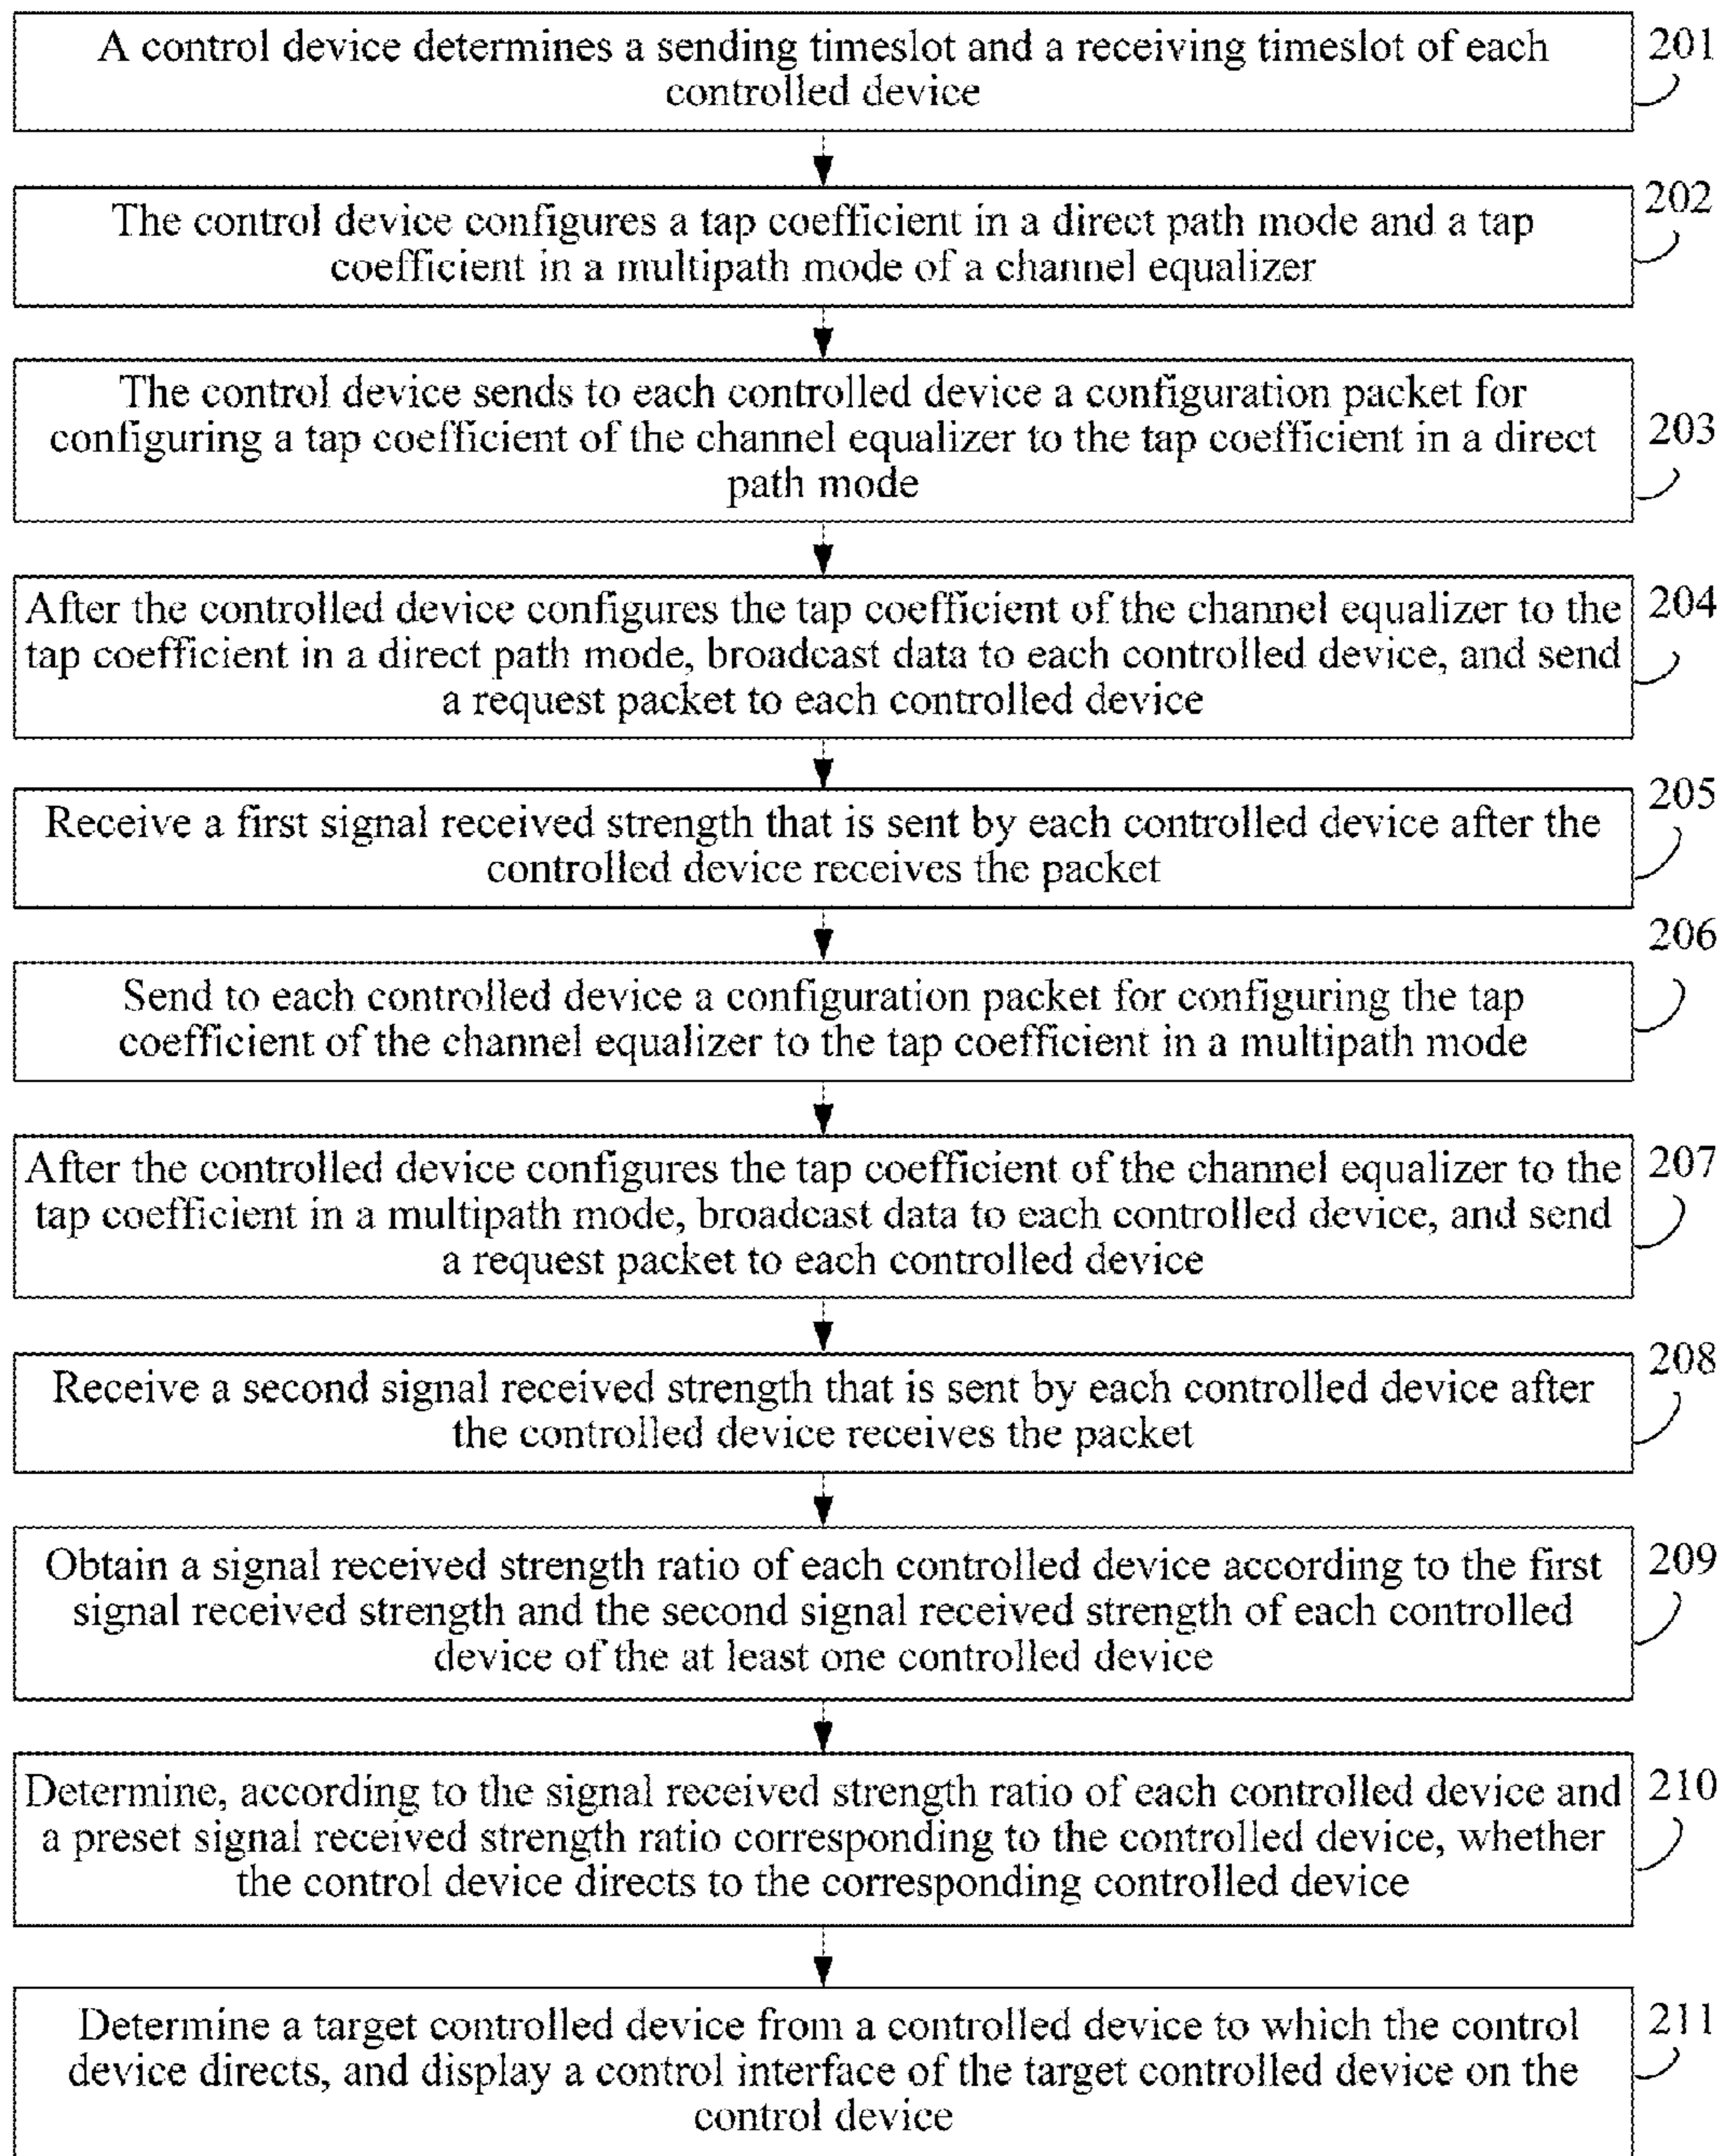 A control device determines a sending timeslot and a receiving timeslot of each
controlled device
201
The control device configures a tap coefficient in a direct path mode and a tap
coefficient in a multipath mode of a channel equalizer
202
The control device sends to each controlled device a configuration packet for
configuring a tap coefficient of the channel equalizer to the tap coefficient in a direct
path mode
203
After the controlled device configures the tap coefficient of the channel equalizer to the
tap coefficient in a direct path mode, broadcast data to each controlled device, and send
a request packet to each controlled device
204
Receive a first signal received strength that is sent by each controlled device after the
controlled device receives the packet
205
Send to each controlled device a configuration packet for configuring the tap
coefficient of the channel equalizer to the tap coefficient in a multipath mode
206
After the controlled device configures the tap coefficient of the channel equalizer to the
tap coefficient in a multipath mode, broadcast data to each controlled device, and send
a request packet to each controlled device
207
Receive a second signal received strength that is sent by each controlled device after
the controlled device receives the packet
208
Obtain a signal received strength ratio of each controlled device according to the first
signal received strength and the second signal received strength of each controlled
device of the at least one controlled device
209
Determine, according to the signal received strength ratio of each controlled device and
a preset signal received strength ratio corresponding to the controlled device, whether
the control device directs to the corresponding controlled device
210
Determine a target controlled device from a controlled device to which the control
device directs, and display a control interface of the target controlled device on the
control device
211